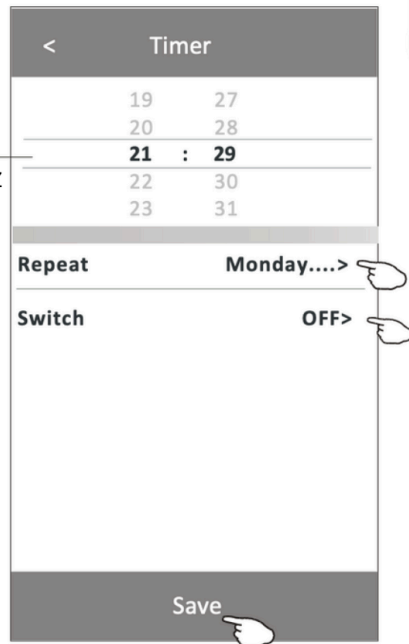 < Timer
19 27
20 28
21 : 29
22 30
23 31
Repeat Monday....>
Switch OFF>
Save